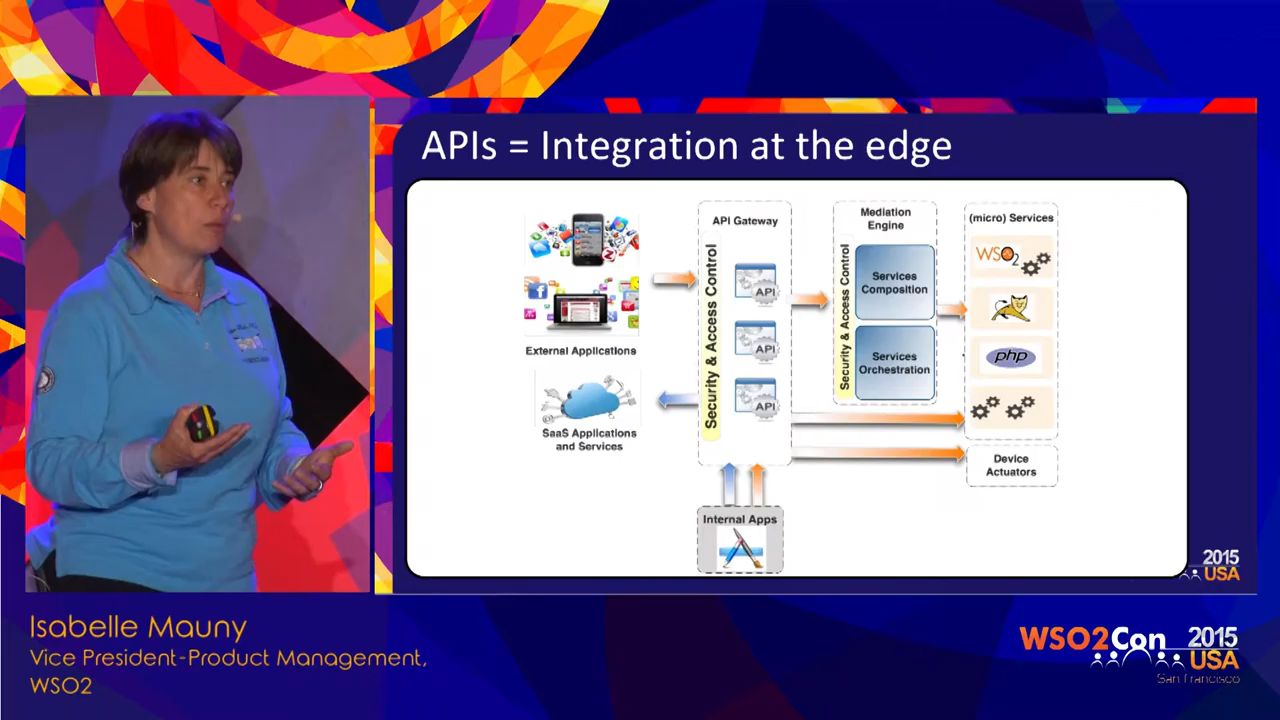 APIs = Integration at the edge
API Gateway
Mediation
Engine
(micro) Services
Security & Access Control
API
API
API
Security & Access Control
Services
Composition
Services
Orchestration
WSO2
php
External Applications
SaaS Applications
and Services
Device
Actuators
Internal Apps
2015
USA
Isabelle Mauny
Vice President-Product Management,
WSO2
WSO2Con 2015
USA
San Francisco